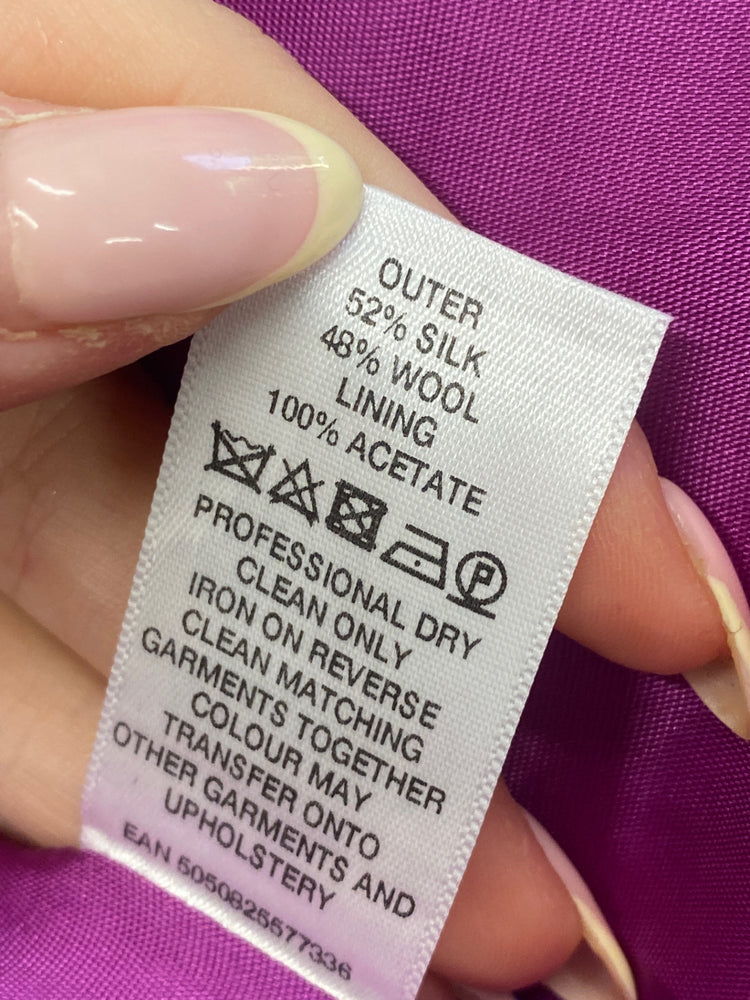 OUTER
52% SILK
48% WOOL
LINING
100% ACETATE
P
PROFESSIONAL DRY
CLEAN ONLY
IRON ON REVERSE
CLEAN MATCHING
GARMENTS TOGETHER
COLOUR MAY
TRANSFER ONTO
OTHER GARMENTS AND
UPHOLSTERY
EAN 5050825577336